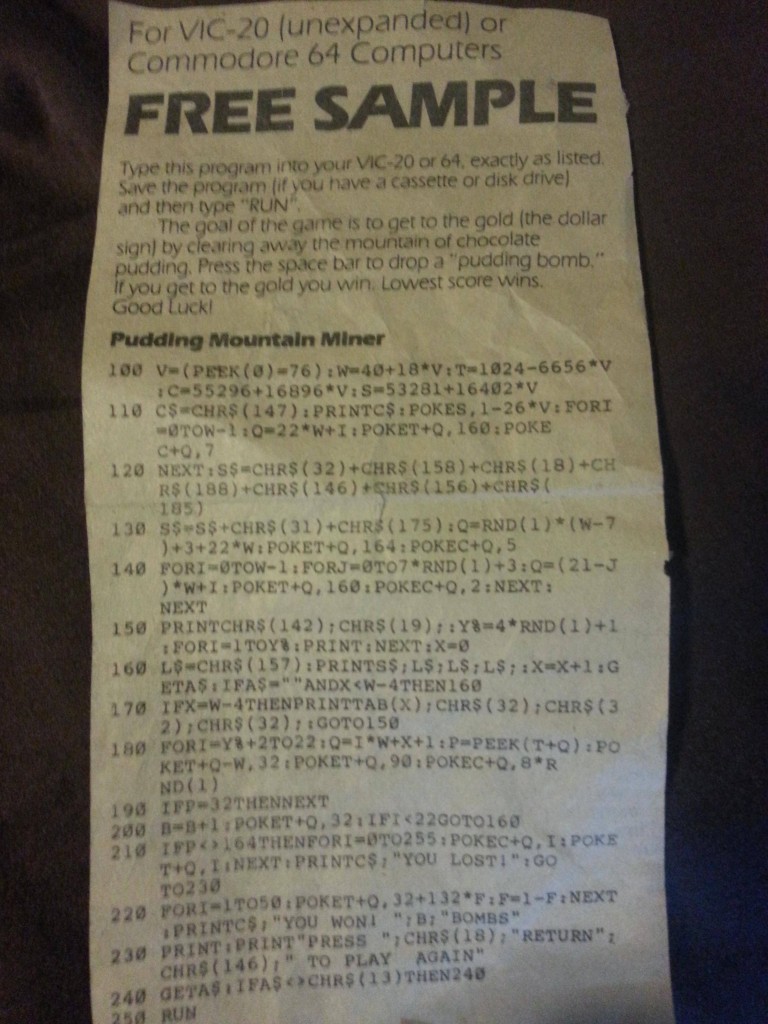 For VIC-20 (unexpanded) or
Commodore 64 Computers
FREE SAMPLE
Type this program into your VIC-20 or 64, exactly as listed.
Save the program (if you have a cassette or disk drive)
and then type "RUN".
The goal of the game is to get to the gold (the dollar
sign) by clearing away the mountain of chocolate
pudding. Press the space bar to drop a "pudding bomb."
If you get to the gold you win. Lowest score wins.
Good Luck!
Pudding Mountain Miner
100 V=(PEEK(0)=76):W=40+18*V:T=1024-6656*V
:C=55296+16896*V:S=53281+16402*V
110 C$=CHR$(147):PRINTC$:POKES,1-26*V:FORI
=0TOW-1:Q=22*W+I:POKET+Q,160:POKE
C+Q,7
120 NEXT:S$=CHR$(32)+CHR$(158)+CHR$(18)+CH
R$(188)+CHR$(146)+CHR$(156)+CHR$(
185)
130 S$=S$+CHR$(31)+CHR$(175):Q=RND(1)*(W-7
)+3+22*W:POKET+Q,164:POKEC+Q,5
140 FORI=0TOW-1:FORJ=0TO7*RND(1)+3:Q=(21-J
)*W+I:POKET+Q,160:POKEC+Q,2:NEXT:
NEXT
150 PRINTCHR$(142);CHR$(19);:Y%=4*RND(1)+1
:FORI=1TOY%:PRINT:NEXT:X=0
160 L$=CHR$(157):PRINTS$;L$;L$;L$;:X=X+1:G
ETA$:IFA$=""ANDX<W-4THEN160
170 IFX=W-4THENPRINTTAB(X);CHR$(32);CHR$(3
2);CHR$(32);:GOTO150
180 FORI=Y%+2TO22:Q=I*W+X+1:P=PEEK(T+Q):PO
KET+Q-W,32:POKET+Q,90:POKEC+Q,8*R
ND(1)
190 IFP=32THENNEXT
200 B=B+1:POKET+Q,32:IFI<22GOTO160
210 IFP<>164THENFORI=0TO255:POKEC+Q,I:POKE
T+Q,I:NEXT:PRINTC$;"YOU LOST!":GO
TO230
220 FORI=1TO50:POKET+Q,32+132*F:F=1-F:NEXT
:PRINTC$;"YOU WON! ";B;"BOMBS"
230 PRINT:PRINT"PRESS ";CHR$(18);"RETURN";
CHR$(146);" TO PLAY AGAIN"
240 GETA$:IFA$<>CHR$(13)THEN240
250 RUN